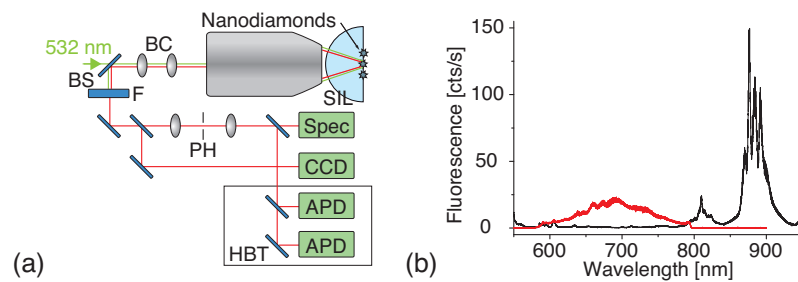 Nanodiamonds
532 nm
BC
BS
F
SIL
PH
Spec
CCD
APD
HBT
APD
(a)
Fluorescence [cts/s]
150
100
50
0
600
700
800
900
Wavelength [nm]
(b)